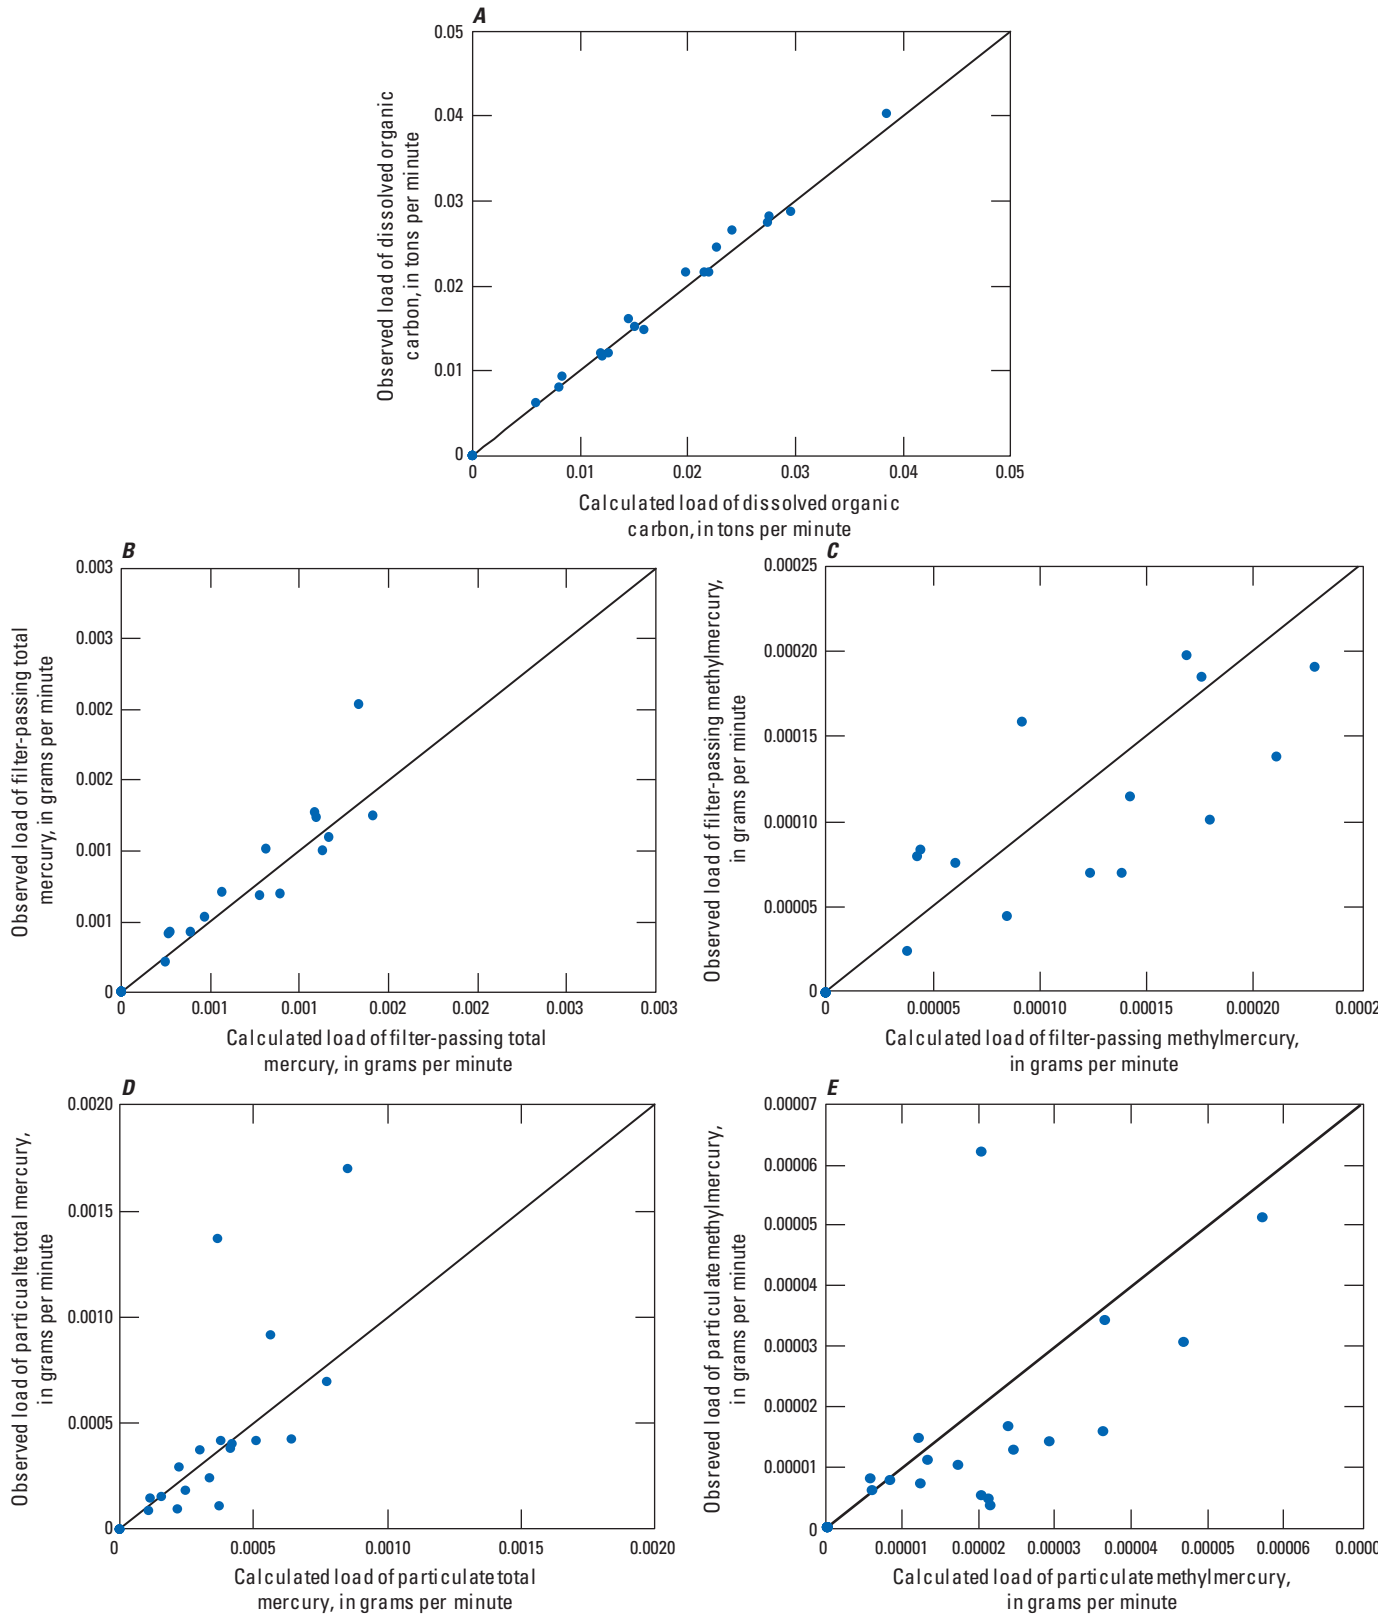 A
0.05
0.04
0.03
0.02
0.01
0
Observed load of dissolved organic
carbon, in tons per minute
0 0.01 0.02 0.03 0.04 0.05
Calculated load of dissolved organic
carbon, in tons per minute
B
0.003
0.003
0.002
0.002
0.001
0.001
0
Observed load of filter-passing total
mercury, in grams per minute
0 0.001 0.001 0.002 0.002 0.003 0.003
Calculated load of filter-passing total
mercury, in grams per minute
C
0.00025
0.00020
0.00015
0.00010
0.00005
0
Observed load of filter-passing methylmercury,
in grams per minute
0 0.00005 0.00010 0.00015 0.00020 0.0002
Calculated load of filter-passing methylmercury,
in grams per minute
D
0.0020
0.0015
0.0010
0.0005
0
Observed load of particualte total mercury,
in grams per minute
0 0.0005 0.0010 0.0015 0.0020
Calculated load of particulate total
mercury, in grams per minute
E
0.00007
0.00006
0.00005
0.00004
0.00003
0.00002
0.00001
0
Obsreved load of particulate methylmercury,
in grams per minute
0 0.00001 0.00002 0.00003 0.00004 0.00005 0.00006 0.0000
Calculated load of particulate methylmercury,
in grams per minute